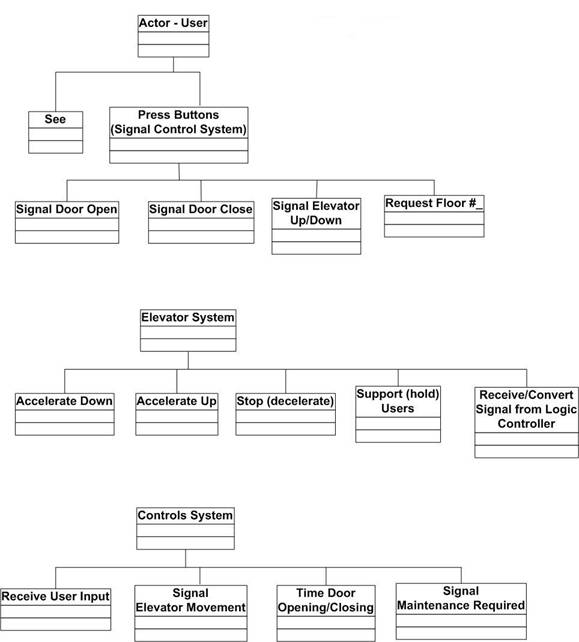 Actor - User
See
Press Buttons
(Signal Control System)
Signal Door Open
Signal Door Close
Signal Elevator
Up/Down
Request Floor #_
Elevator System
Accelerate Down
Accelerate Up
Stop (decelerate)
Support (hold)
Users
Receive/Convert
Signal from Logic
Controller
Controls System
Receive User Input
Signal
Elevator Movement
Time Door
Opening/Closing
Signal
Maintenance Required